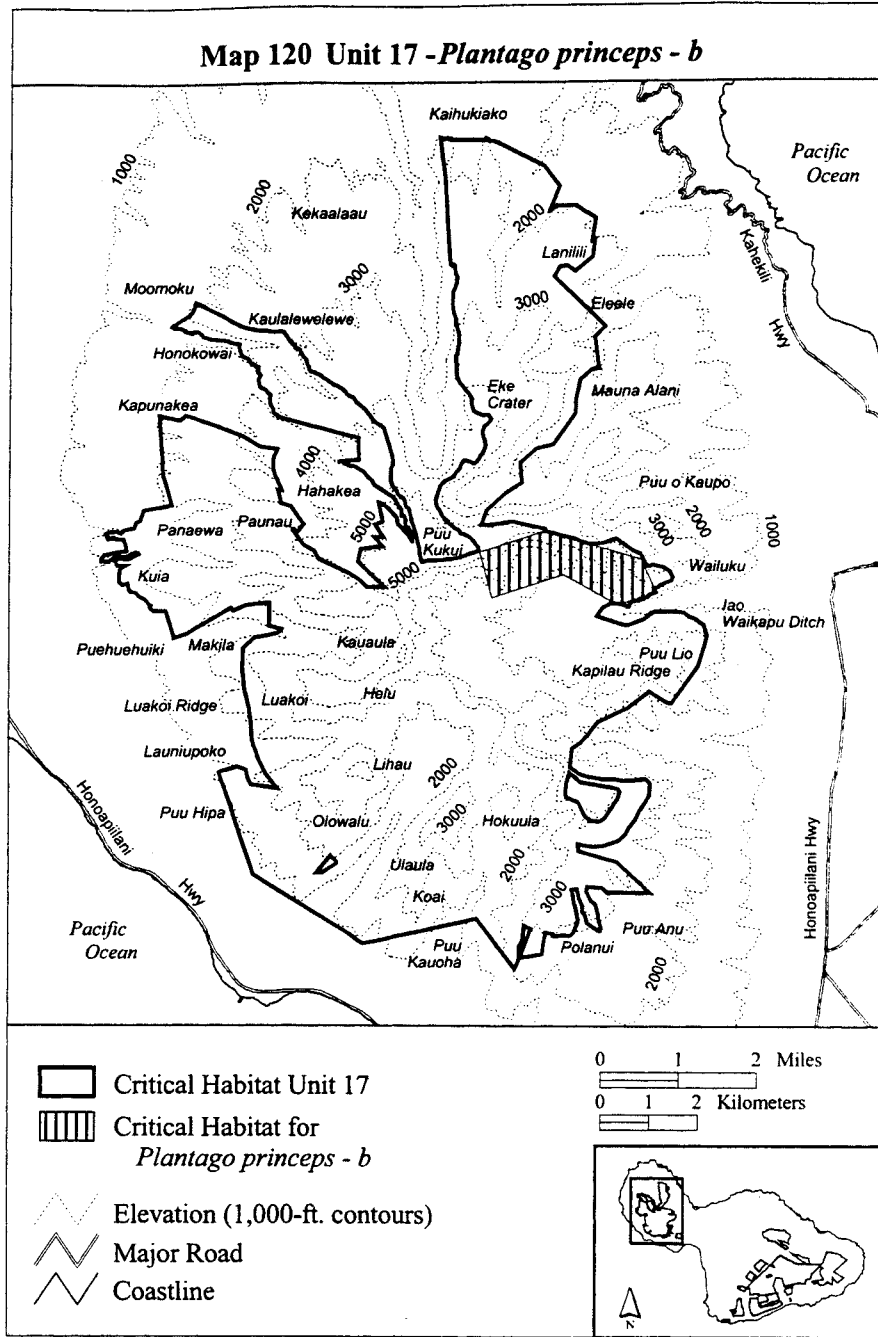 Map 120 Unit 17 -Plantago princeps - b
Kaihukiako
Pacific
Ocean
1000
2000
Kekaalaau
2000
Lanilili
Kahekili
Hwy
3000
3000
Eleele
Moomoku
Kaulalewelewe
Honokowai
Kapunakea
Eke
Crater
Mauna Alani
4000
Hahakea
Puu o Kaupo
3000
2000
1000
Panaewa
Paunau
5000
Puu
Kukui
5000
Wailuku
Kuia
Iao
Waikapu Ditch
Puehuehuiki
Makila
Kauaula
Puu Lio
Kapilau Ridge
Luakoi Ridge
Luakoi
Helu
Launiupoko
Lihau
2000
Puu Hipa
Honoapiilani
Hwy
Olowalu
3000
Hokuula
Ulaula
2000
Koai
3000
Honoapiilani Hwy
Pacific
Ocean
Puu
Kauoha
Polanui
Puu Anu
2000
Critical Habitat Unit 17
Critical Habitat for
Plantago princeps - b
Elevation (1,000-ft. contours)
Major Road
Coastline
0 1 2 Miles
0 1 2 Kilometers
N